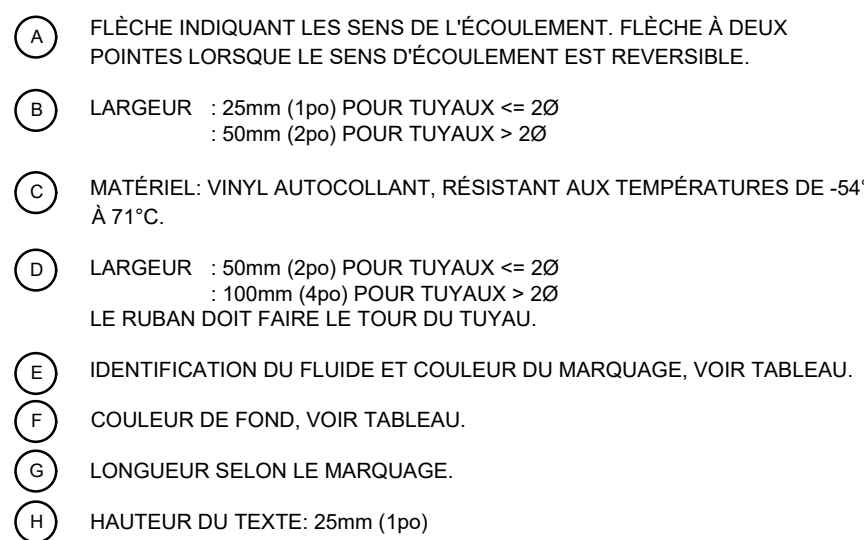 A FLÈCHE INDIQUANT LES SENS DE L'ÉCOULEMENT. FLÈCHE À DEUX
POINTES LORSQUE LE SENS D'ÉCOULEMENT EST REVERSIBLE.
B LARGEUR : 25mm (1po) POUR TUYAUX <= 2Ø
: 50mm (2po) POUR TUYAUX > 2Ø
C MATÉRIEL: VINYL AUTOCOLLANT, RÉSISTANT AUX TEMPÉRATURES DE -54°
À 71°C.
D LARGEUR : 50mm (2po) POUR TUYAUX <= 2Ø
: 100mm (4po) POUR TUYAUX > 2Ø
LE RUBAN DOIT FAIRE LE TOUR DU TUYAU.
E IDENTIFICATION DU FLUIDE ET COULEUR DU MARQUAGE, VOIR TABLEAU.
F COULEUR DE FOND, VOIR TABLEAU.
G LONGUEUR SELON LE MARQUAGE.
H HAUTEUR DU TEXTE: 25mm (1po)